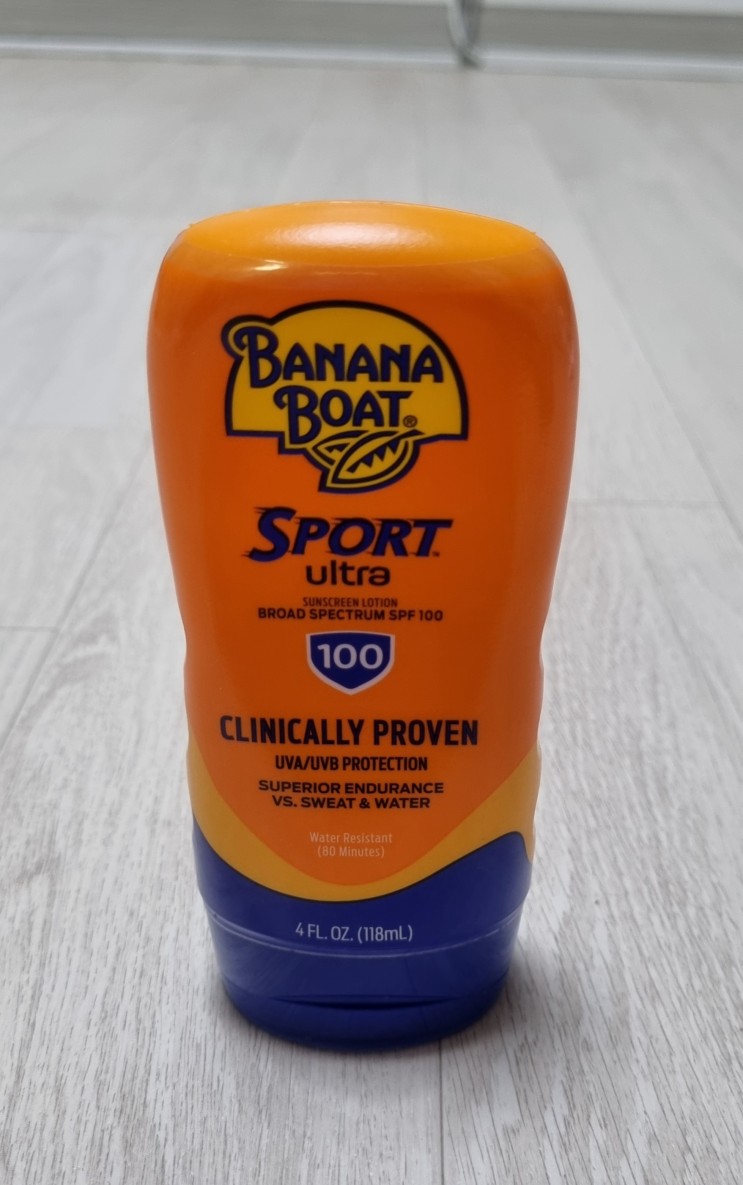 BANANA
BOAT®
SPORT™
ultra
SUNSCREEN LOTION
BROAD SPECTRUM SPF 100
100
CLINICALLY PROVEN
UVA/UVB PROTECTION
SUPERIOR ENDURANCE
VS. SWEAT & WATER
Water Resistant
(80 Minutes)
4 FL. OZ. (118mL)